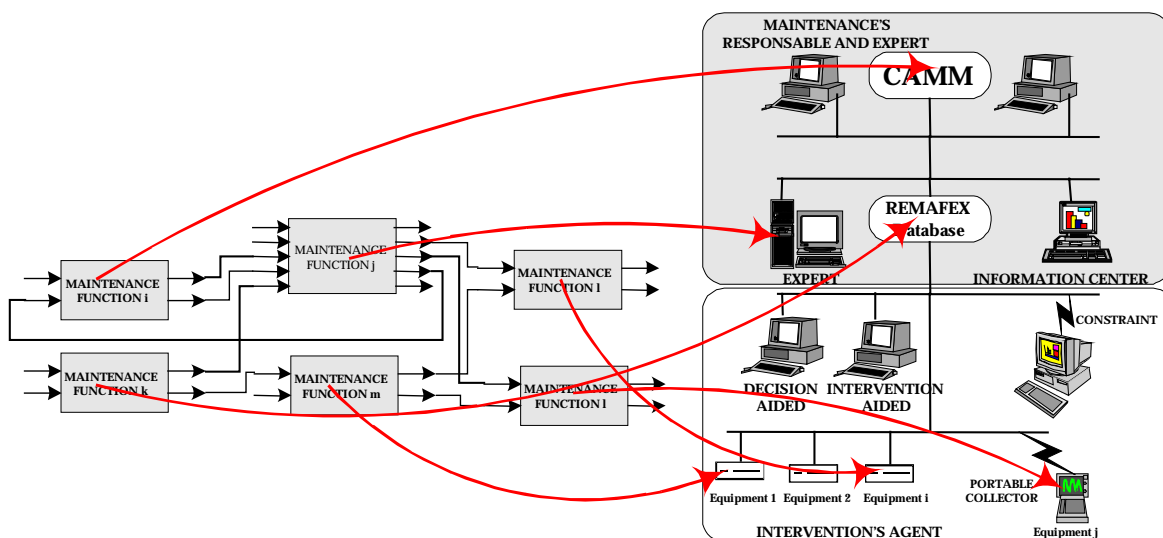 MAINTENANCE'S
RESPONSABLE AND EXPERT
CAMM
REMAFEX
Database
EXPERT
INFORMATION CENTER
MAINTENANCE
FUNCTION i
MAINTENANCE
FUNCTION j
MAINTENANCE
FUNCTION l
MAINTENANCE
FUNCTION k
MAINTENANCE
FUNCTION m
MAINTENANCE
FUNCTION l
CONSTRAINT
DECISION
AIDED
INTERVENTION
AIDED
Equipment 1
Equipment 2
Equipment i
PORTABLE
COLLECTOR
Equipment j
INTERVENTION'S AGENT